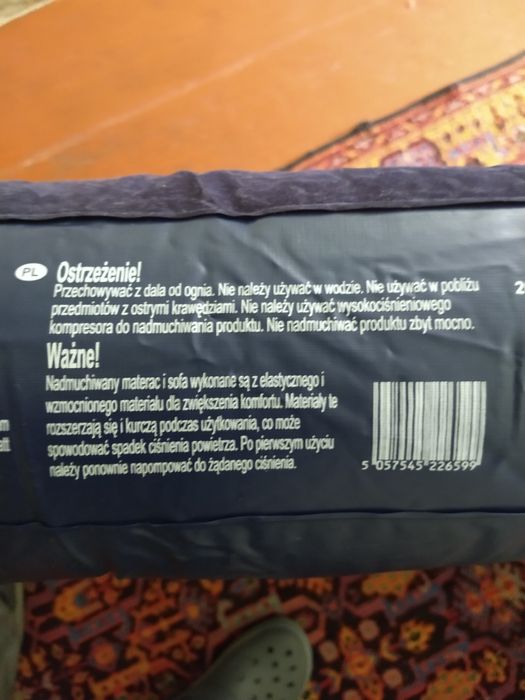 PL Ostrzeżenie!
Przechowywać z dala od ognia. Nie należy używać w wodzie. Nie używać w pobliżu
przedmiotów z ostrymi krawędziami. Nie należy używać wysokociśnieniowego
kompresora do nadmuchiwania produktu. Nie nadmuchiwać produktu zbyt mocno.
Ważne!
Nadmuchiwany materac i sofa wykonane są z elastycznego i
wzmocnionego materiału dla zwiększenia komfortu. Materiały te
rozszerzają się i kurczą podczas użytkowania, co może
spowodować spadek ciśnienia powietrza. Po pierwszym użyciu
należy ponownie napompować do żądanego ciśnienia.
5 057545 226599